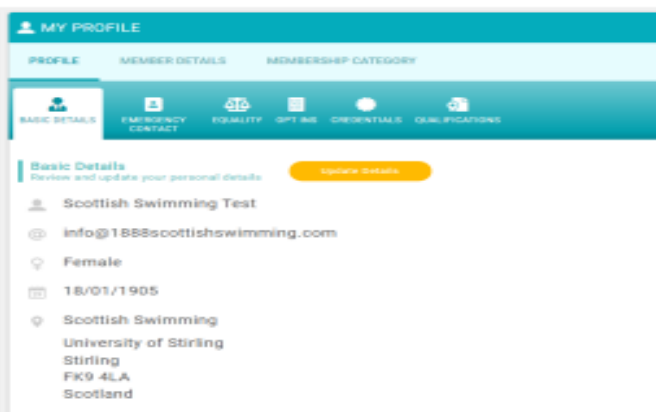 MY PROFILE
PROFILE MEMBER DETAILS MEMBERSHIP CATEGORY
BASIC DETAILS EMERGENCY CONTACT EQUALITY OPT INS CREDENTIALS QUALIFICATIONS
Basic Details
Review and update your personal details
Update Details
Scottish Swimming Test
info@1888scottishswimming.com
Female
18/01/1905
Scottish Swimming
University of Stirling
Stirling
FK9 4LA
Scotland